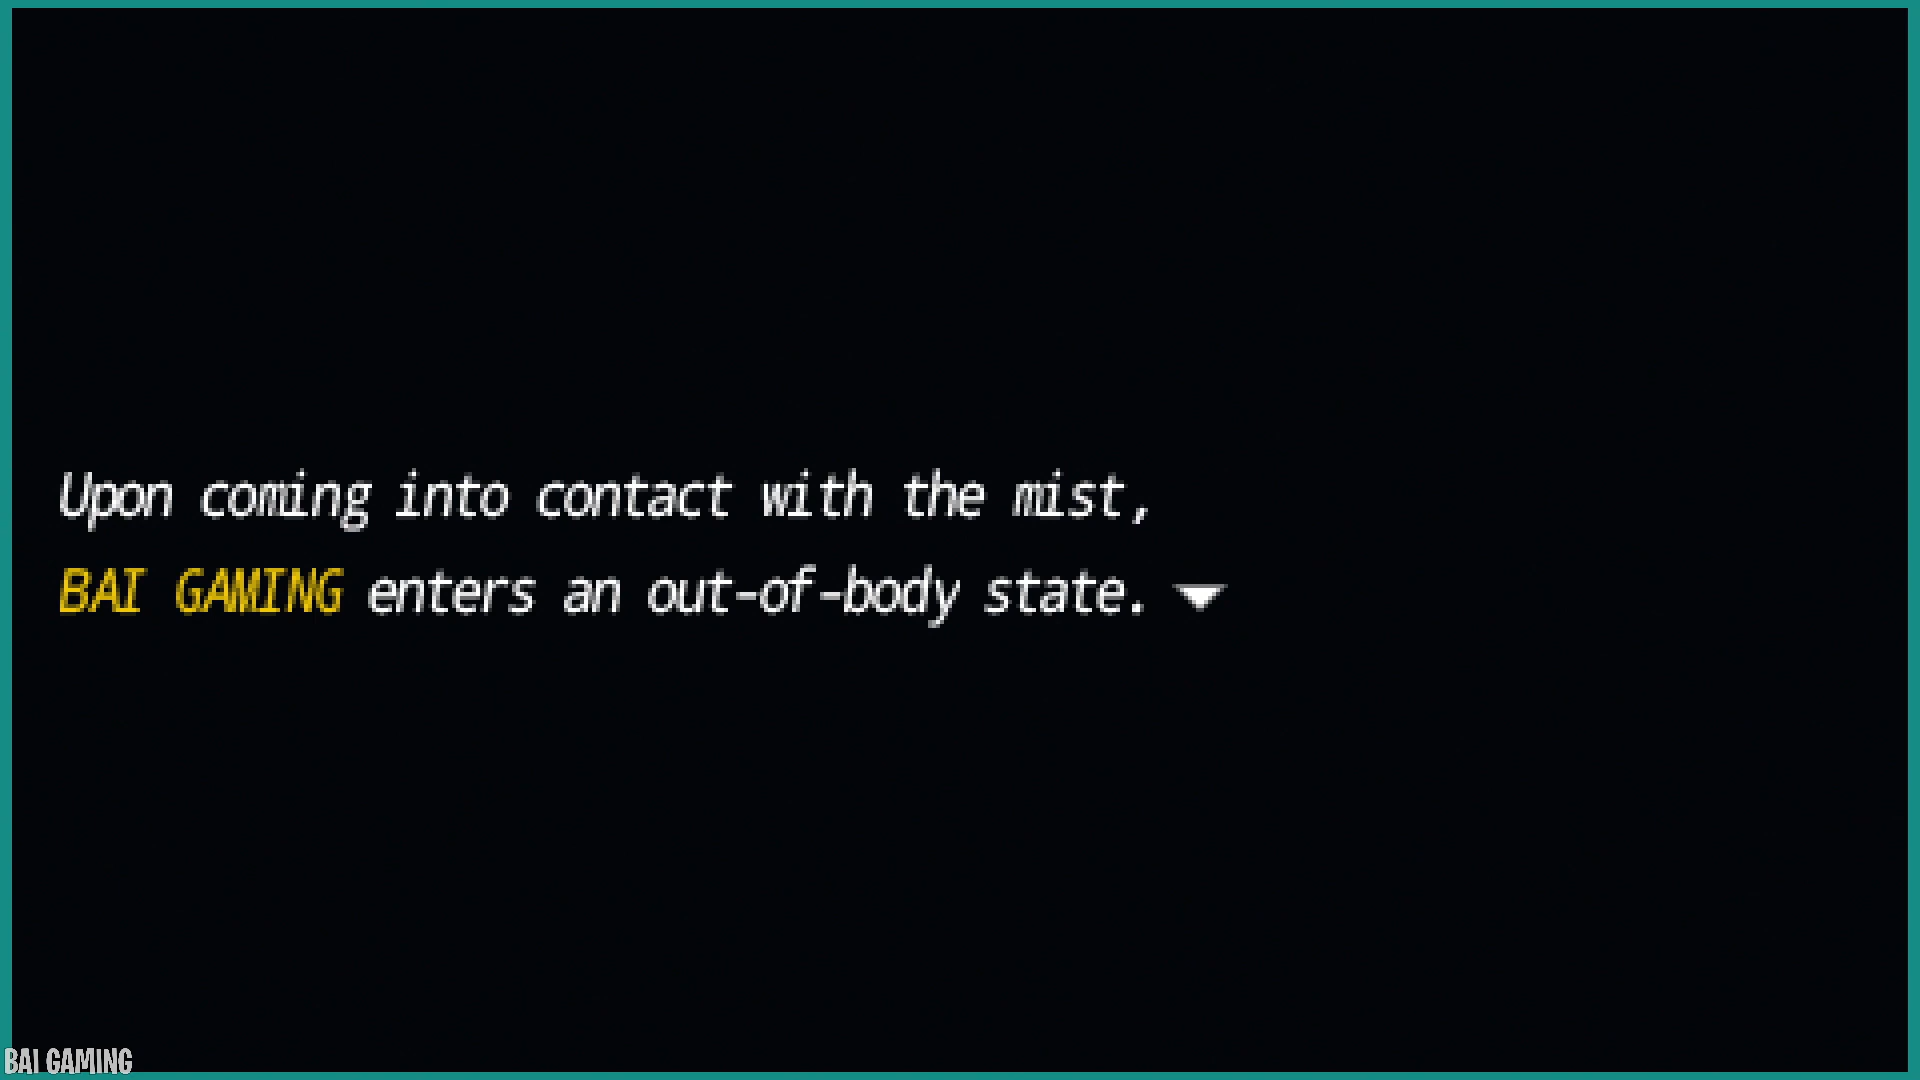 Upon coming into contact with the mist,
BAI GAMING enters an out-of-body state.
BAI GAMING